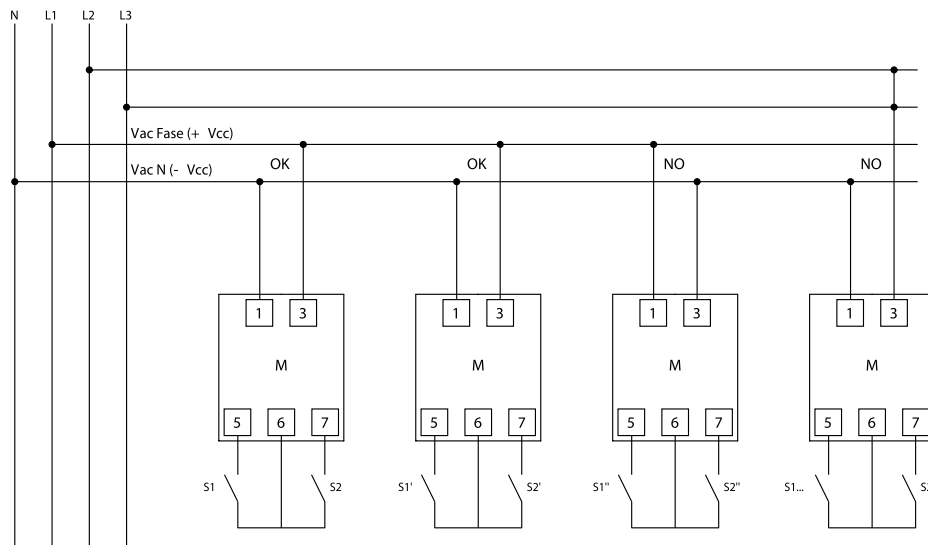 N L1 L2 L3
Vac Fase (+ Vcc)
Vac N (- Vcc) OK OK NO NO
1 3 1 3 1 3 1 3
M M M M
5 6 7 5 6 7 5 6 7 5 6 7
S1 S2 S1' S2' S1" S2" S1...